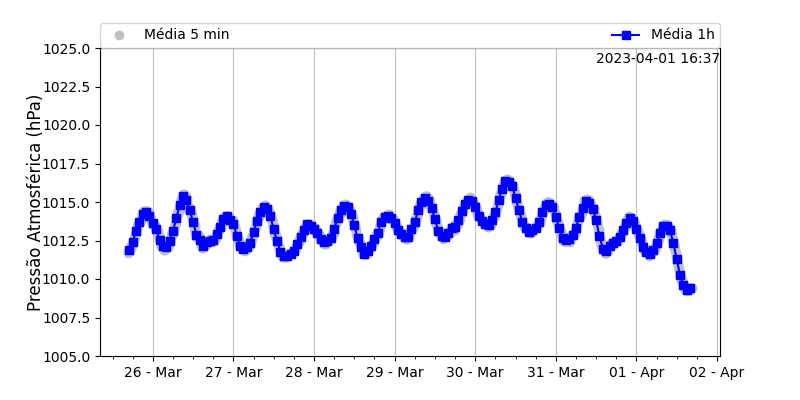 Média 5 min
Média 1h
2023-04-01 16:37
Pressão Atmosférica (hPa)
1025.0
1022.5
1020.0
1017.5
1015.0
1012.5
1010.0
1007.5
1005.0
26 - Mar
27 - Mar
28 - Mar
29 - Mar
30 - Mar
31 - Mar
01 - Apr
02 - Apr